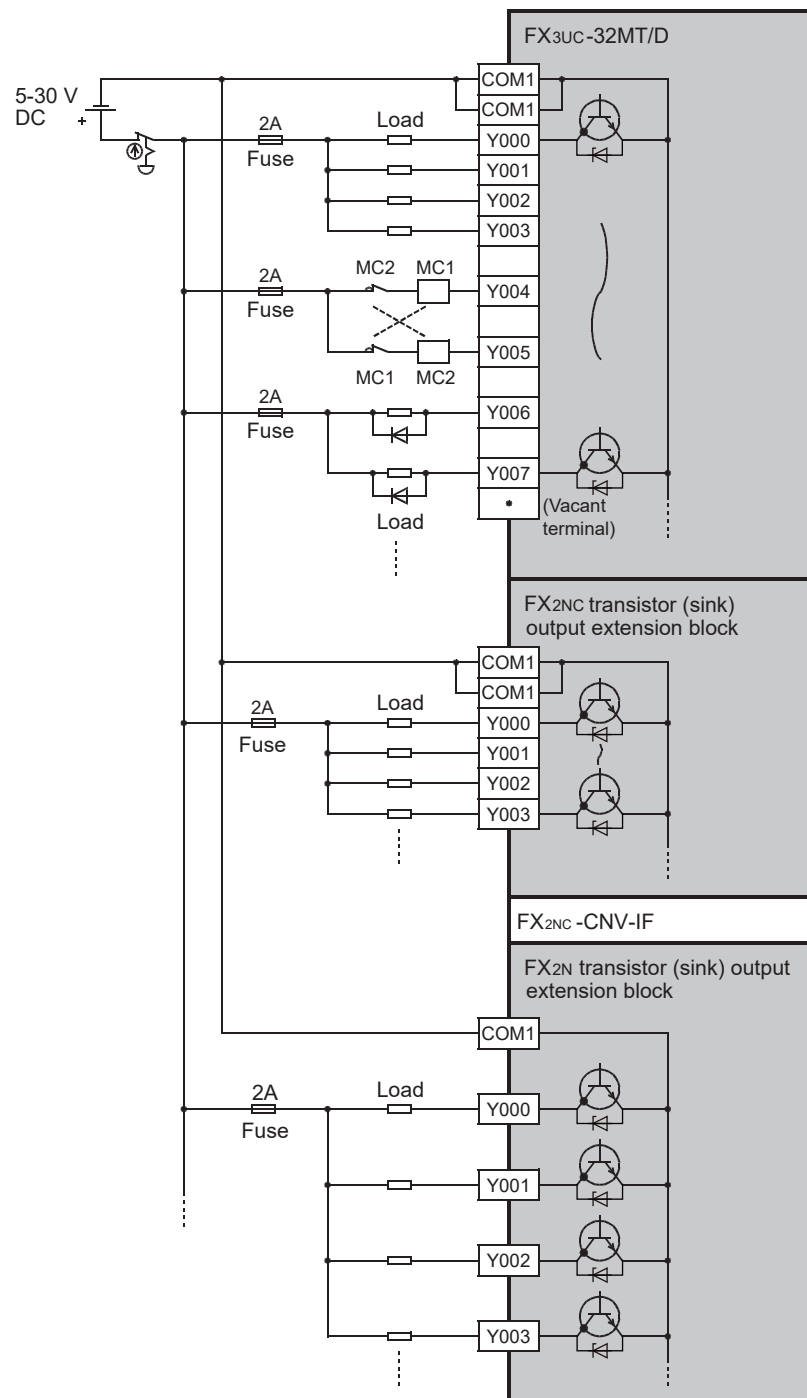 FX3UC-32MT/D
COM1
5-30 V
DC
+
COM1
2A
Fuse
Load
Y000
Y001
Y002
Y003
2A
Fuse
MC2 MC1
Y004
Y005
MC1 MC2
2A
Fuse
Y006
Y007
Load
*
(Vacant
terminal)
FX2NC transistor (sink)
output extension block
COM1
COM1
2A
Fuse
Load
Y000
Y001
Y002
Y003
FX2NC-CNV-IF
FX2N transistor (sink) output
extension block
COM1
2A
Fuse
Load
Y000
Y001
Y002
Y003